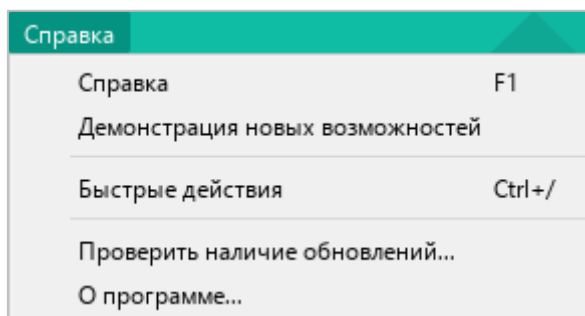 Справка
Справка F1
Демонстрация новых возможностей
Быстрые действия Ctrl+/
Проверить наличие обновлений...
О программе...